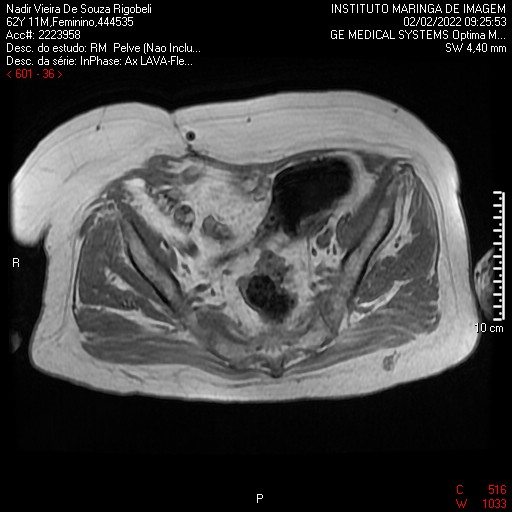 Nadir Vieira De Souza Rigobeli
62Y 11M,Feminino,444535
Acc#: 2223958
Desc. do estudo: RM Pelve (Nao Inclu...
Desc. da série: InPhase: Ax LAVA-Fle...
< 601 - 36 >
INSTITUTO MARINGA DE IMAGEM
02/02/2022 09:25:53
GE MEDICAL SYSTEMS Optima M...
SW 4,40 mm
R
10 cm
P
C 516
W 1033